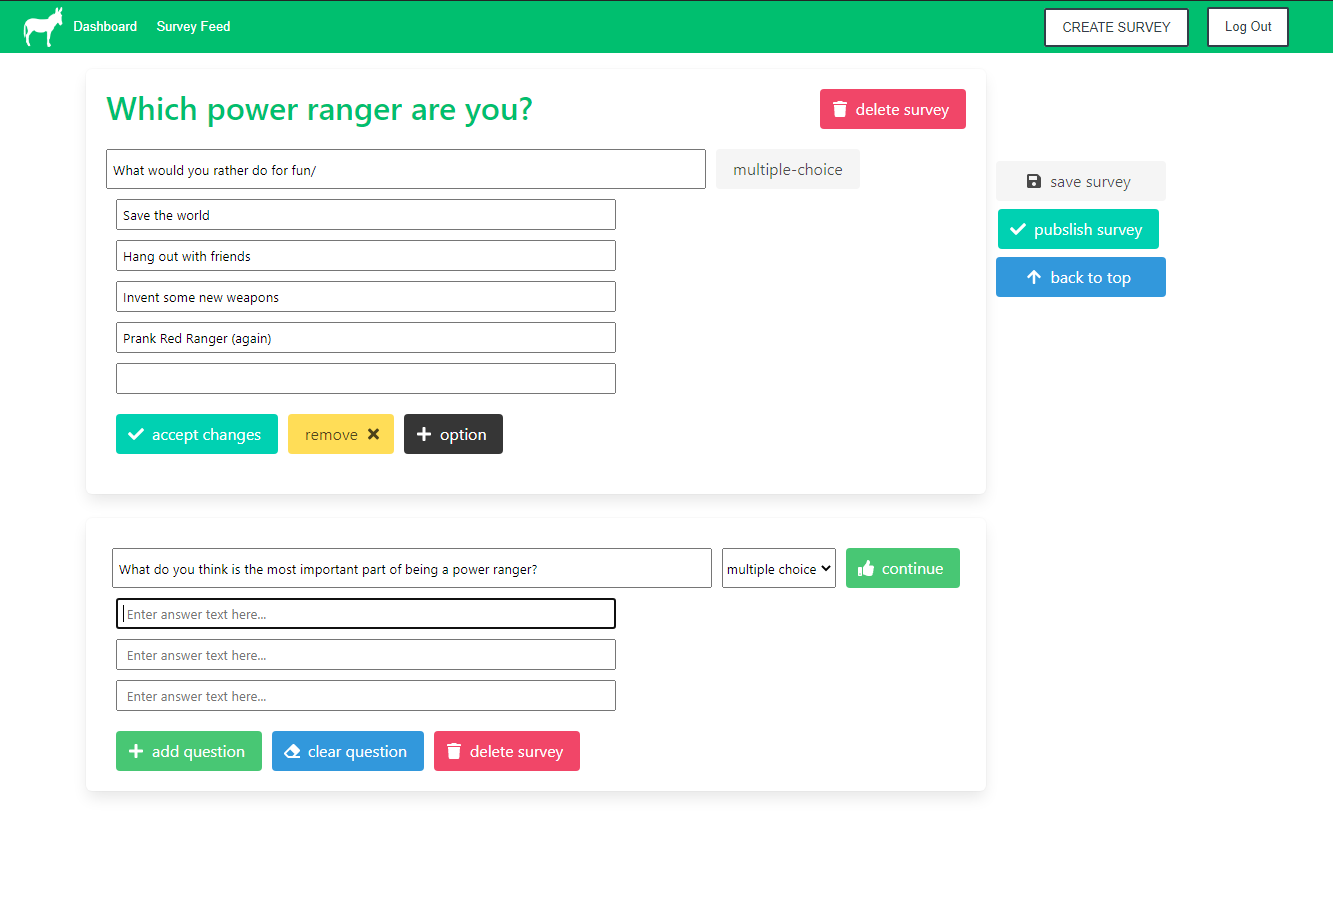 Dashboard Survey Feed CREATE SURVEY Log Out
Which power ranger are you? delete survey
What would you rather do for fun/ multiple-choice
save survey
Save the world
pubslish survey
Hang out with friends
back to top
Invent some new weapons
Prank Red Ranger (again)
accept changes remove option
What do you think is the most important part of being a power ranger? multiple choice continue
Enter answer text here...
Enter answer text here...
Enter answer text here...
add question clear question delete survey